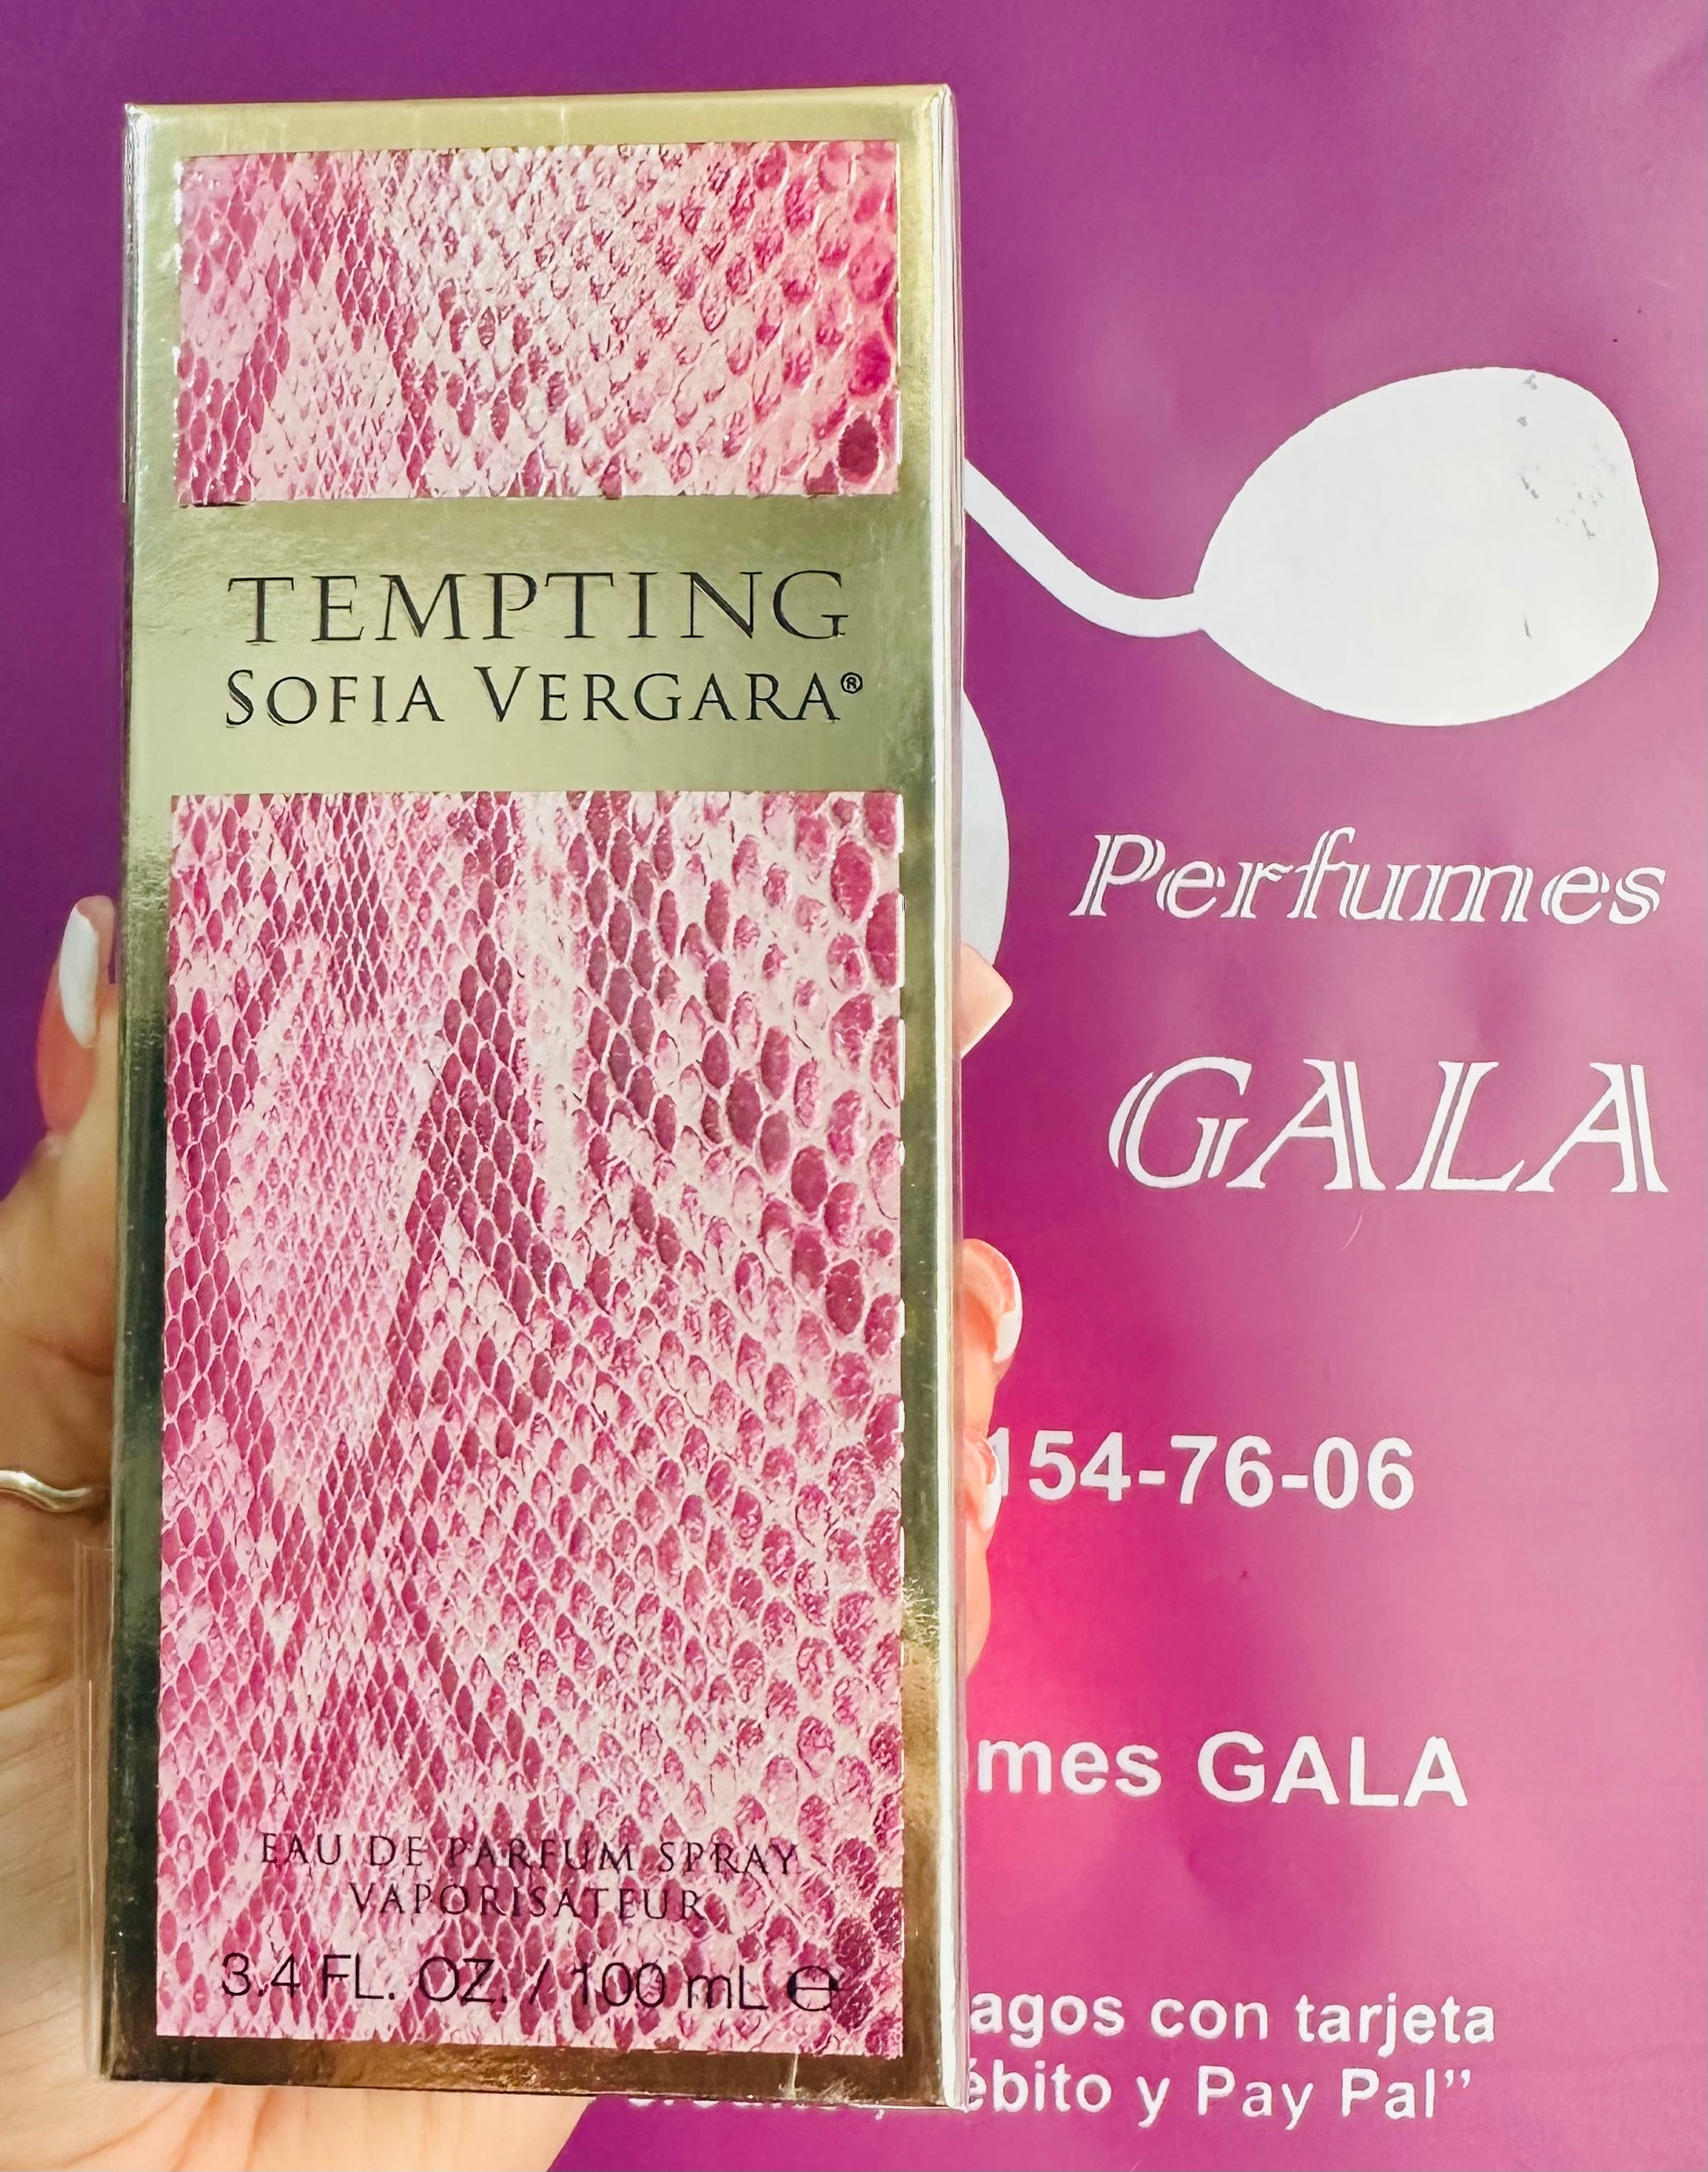 TEMPTING
SOFIA VERGARA®
EAU DE PARFUM SPRAY
VAPORISATEUR
3.4 FL. OZ. / 100 mL ℮
Perfumes
GALA
154-76-06
mes GALA
agos con tarjeta
ébito y Pay Pal”